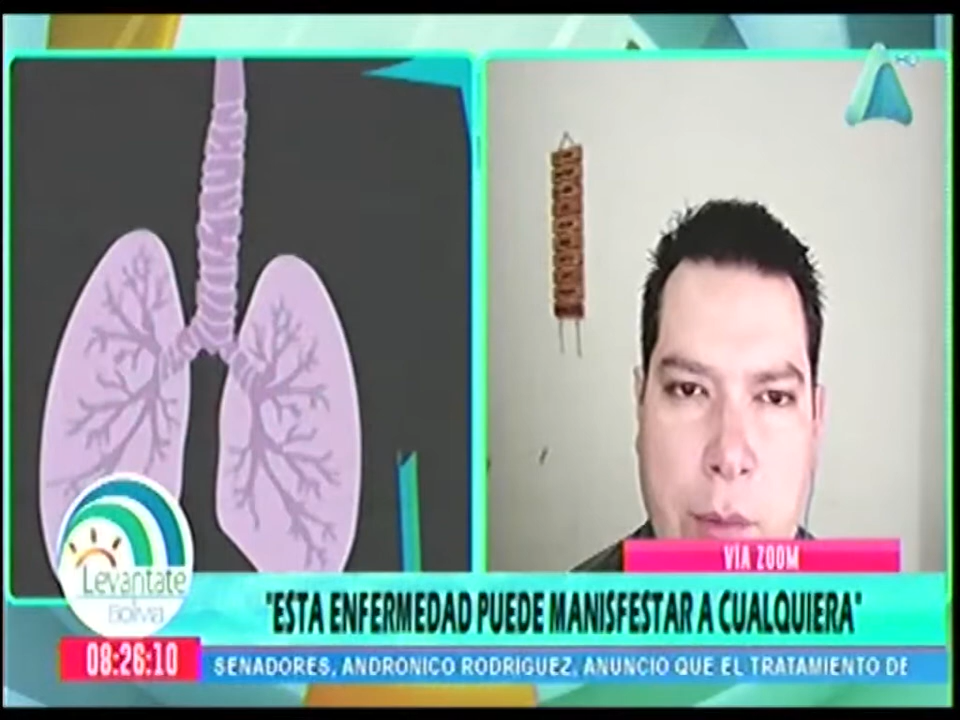 HD
VÍA ZOOM
Levantate
Bolivia
"ESTA ENFERMEDAD PUEDE MANISFESTAR A CUALQUIERA"
08:26:10
SENADORES, ANDRONICO RODRIGUEZ, ANUNCIO QUE EL TRATAMIENTO DE